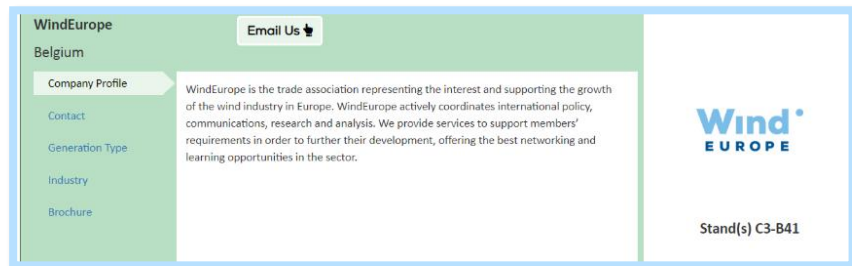 WindEurope
Email Us
Belgium
Company Profile
Contact
Generation Type
Industry
Brochure
WindEurope is the trade association representing the interest and supporting the growth
of the wind industry in Europe. WindEurope actively coordinates international policy,
communications, research and analysis. We provide services to support members'
requirements in order to further their development, offering the best networking and
learning opportunities in the sector.
Wind
EUROPE
Stand(s) C3-B41